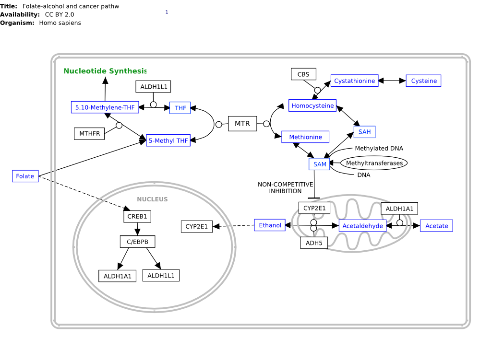 Title: Folate-alcohol and cancer pathw
1
Availability: CC BY 2.0
Organism: Homo sapiens
Nucleotide Synthesis
CBS
Cystathionine
Cysteine
ALDH1L1
5,10-Methylene-THF
THF
Homocysteine
MTR
MTHFR
SAH
Methionine
5-Methyl THF
Methylated DNA
SAM
Methyltransferases
DNA
Folate
NON-COMPETITIVE
INHIBITION
NUCLEUS
CREB1
CYP2E1
CYP2E1
ALDH1A1
Ethanol
Acetaldehyde
Acetate
C/EBPB
ADH5
ALDH1A1
ALDH1L1